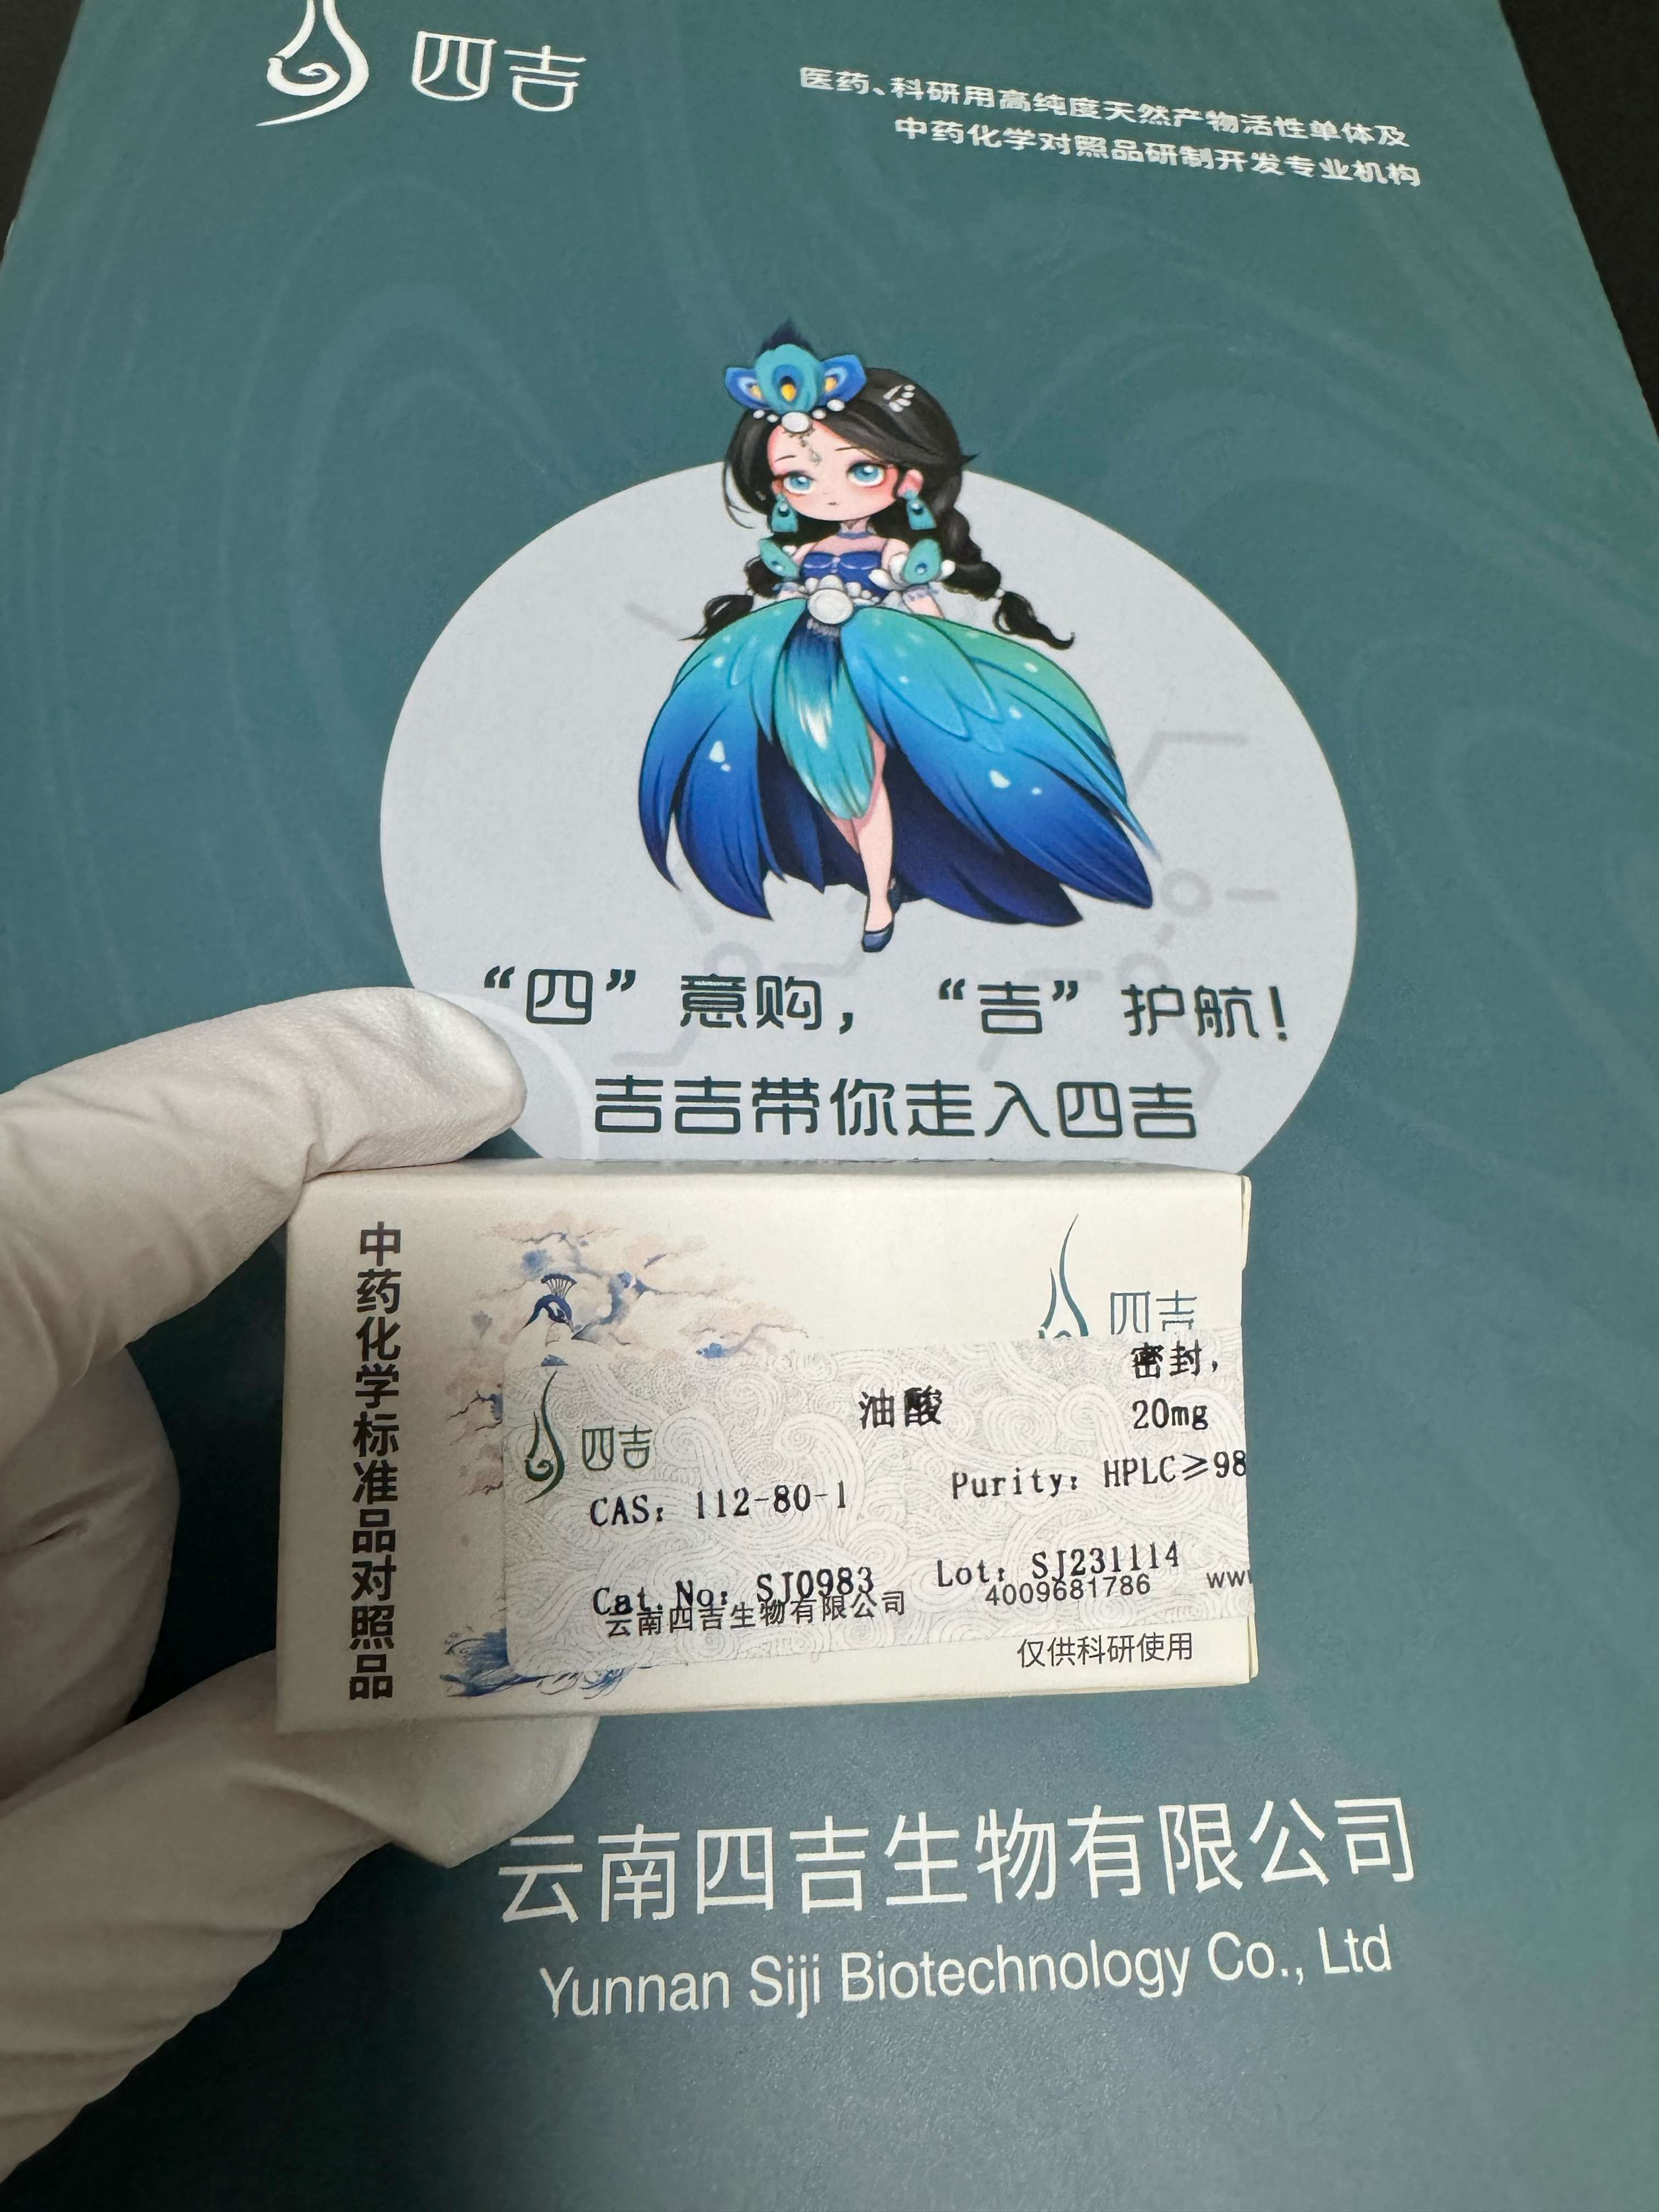 四吉
医药、科研用高纯度天然产物活性单体及
中药化学对照品研制开发专业机构
“四”意购，“吉”护航！
吉吉带你走入四吉
中药化学标准品对照品
四吉
密封，
油酸
20mg
四吉
Purity: HPLC≥98
CAS: 112-80-1
Lot: SJ231114
Cat.No: SJ0983
4009681786
云南四吉生物有限公司
仅供科研使用
云南四吉生物有限公司
Yunnan Siji Biotechnology Co., Ltd